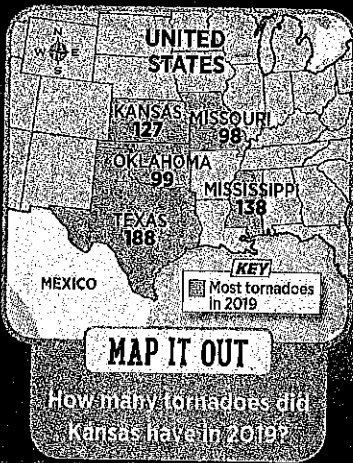 N
W E
S
UNITED
STATES
KANSAS MISSOURI
127 98
OKLAHOMA
99
MISSISSIPPI
138
TEXAS
188
MEXICO
KEY
Most tornadoes
in 2019
MAP IT OUT
How many tornadoes did
Kansas have in 2019?